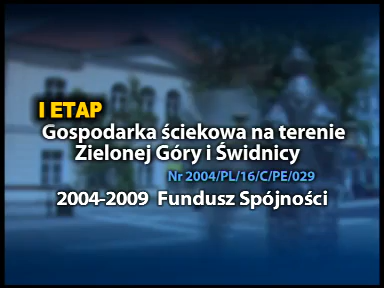 I ETAP
Gospodarka ściekowa na terenie
Zielonej Góry i Świdnicy
Nr 2004/PL/16/C/PE/029
2004-2009 Fundusz Spójności